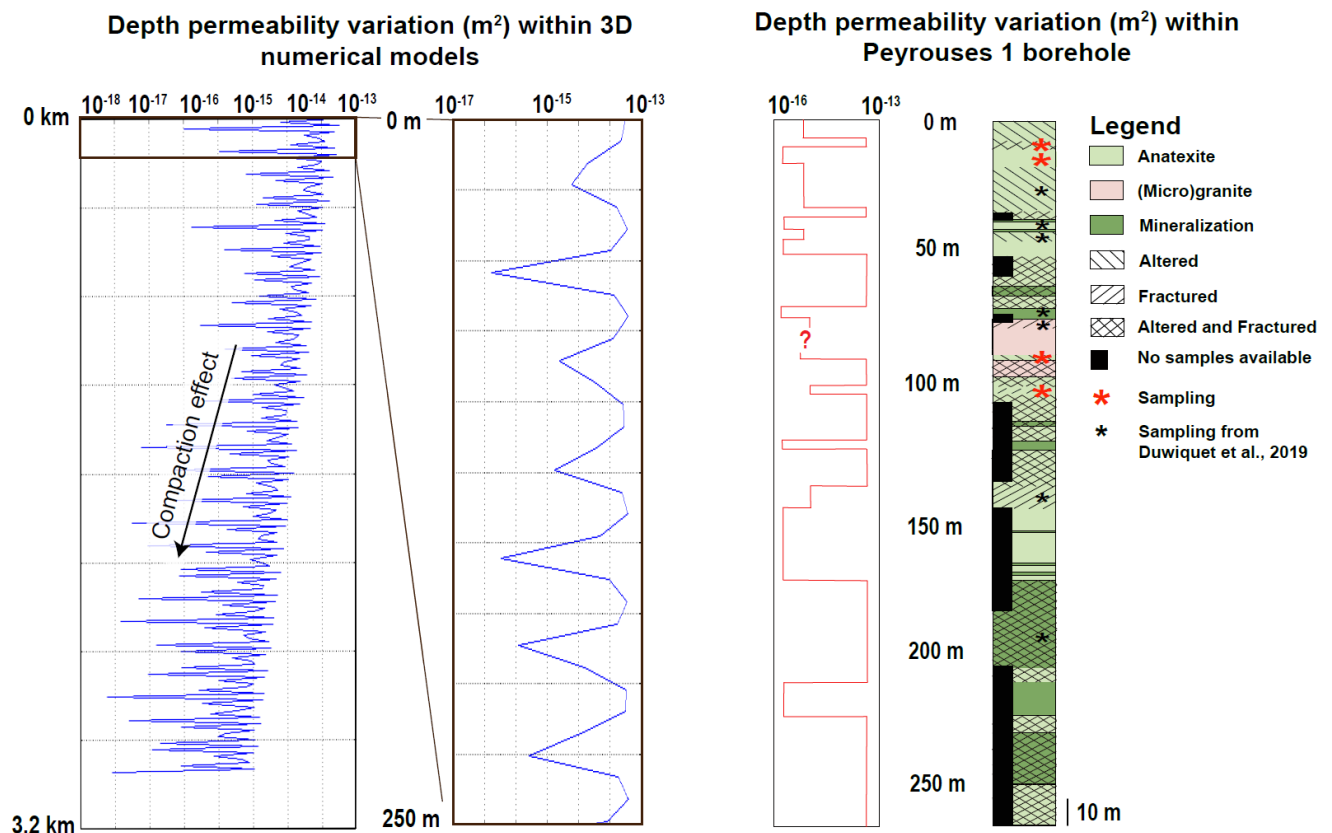 Depth permeability variation (m²) within 3D
numerical models
10⁻¹⁸ 10⁻¹⁷ 10⁻¹⁶ 10⁻¹⁵ 10⁻¹⁴ 10⁻¹³
0 km
Compaction effect
3.2 km
10⁻¹⁷ 10⁻¹⁵ 10⁻¹³
0 m
250 m
Depth permeability variation (m²) within
Peyrouses 1 borehole
10⁻¹⁶ 10⁻¹³
?
0 m
50 m
100 m
150 m
200 m
250 m
10 m
Legend
Anatexite
(Micro)granite
Mineralization
Altered
Fractured
Altered and Fractured
No samples available
* Sampling
* Sampling from
Duwiquet et al., 2019